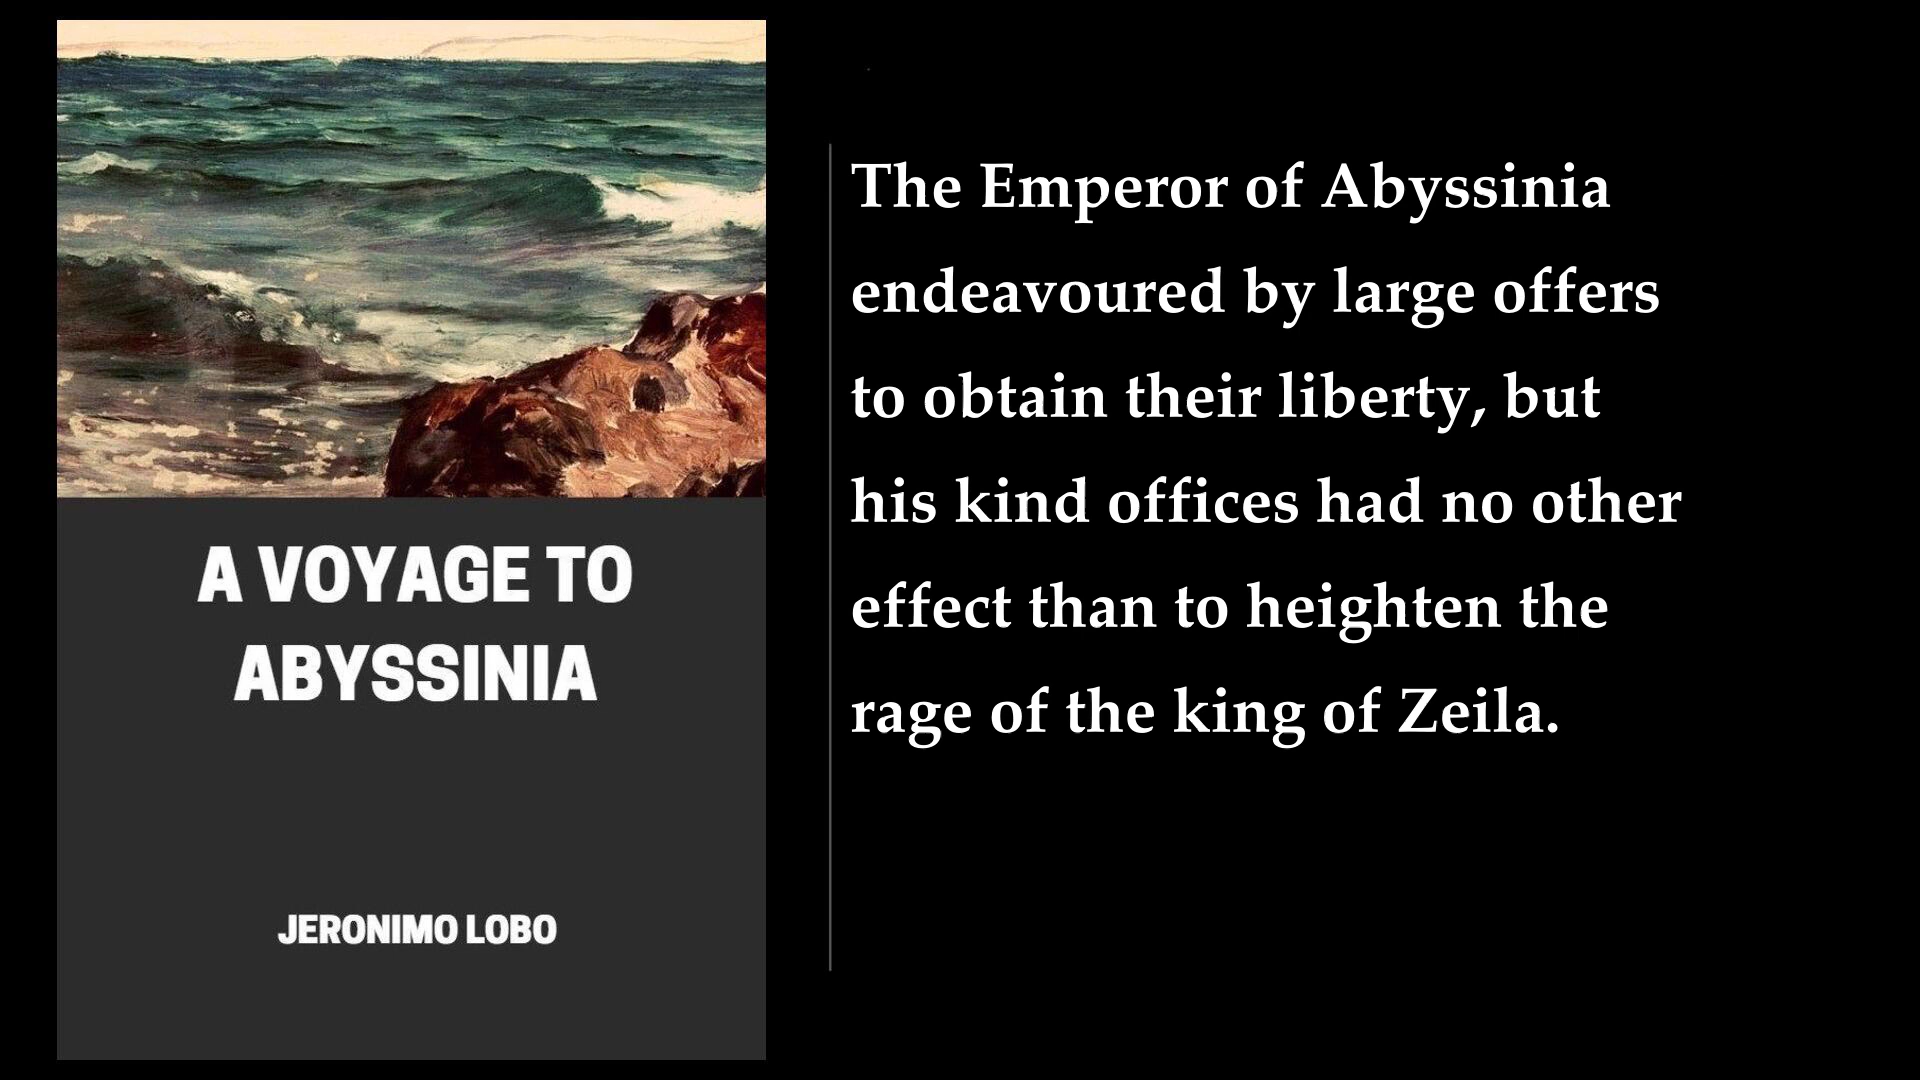 A VOYAGE TO
ABYSSINIA
JERONIMO LOBO
The Emperor of Abyssinia
endeavoured by large offers
to obtain their liberty, but
his kind offices had no other
effect than to heighten the
rage of the king of Zeila.